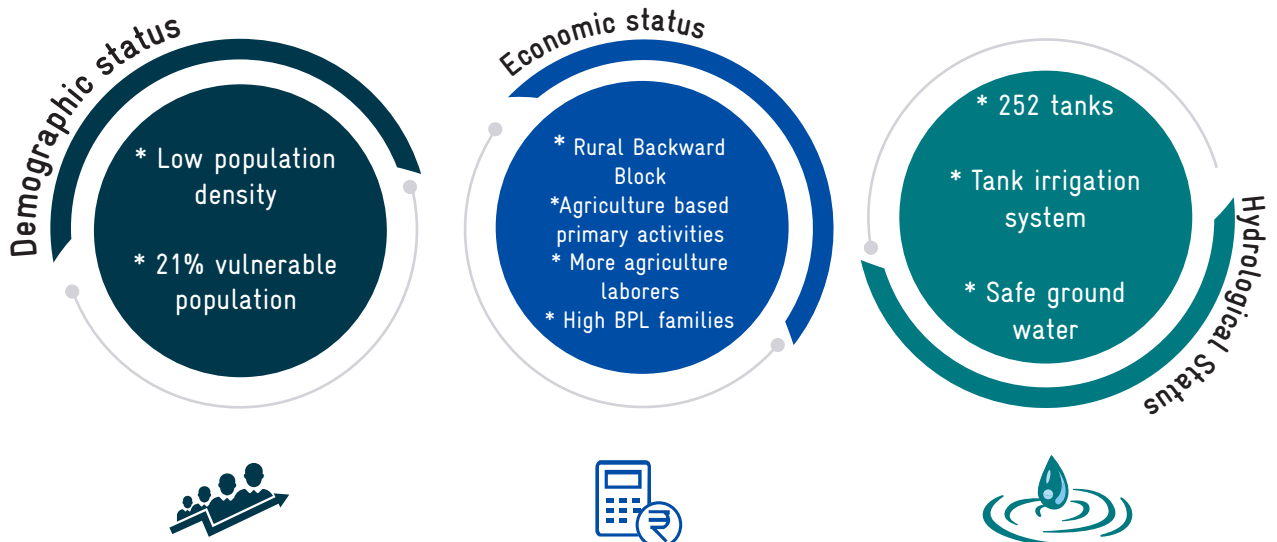 Demographic status
* Low population
density
* 21% vulnerable
population
Economic status
* Rural Backward
Block
*Agriculture based
primary activities
* More agriculture
laborers
* High BPL families
Hydrological Status
* 252 tanks
* Tank irrigation
system
* Safe ground
water
₹